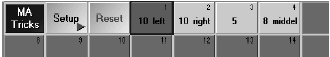 MA Tricks Setup Reset 1 10 left 2 10 right 3 5 4 8 middel
8 9 10 11 12 13 14